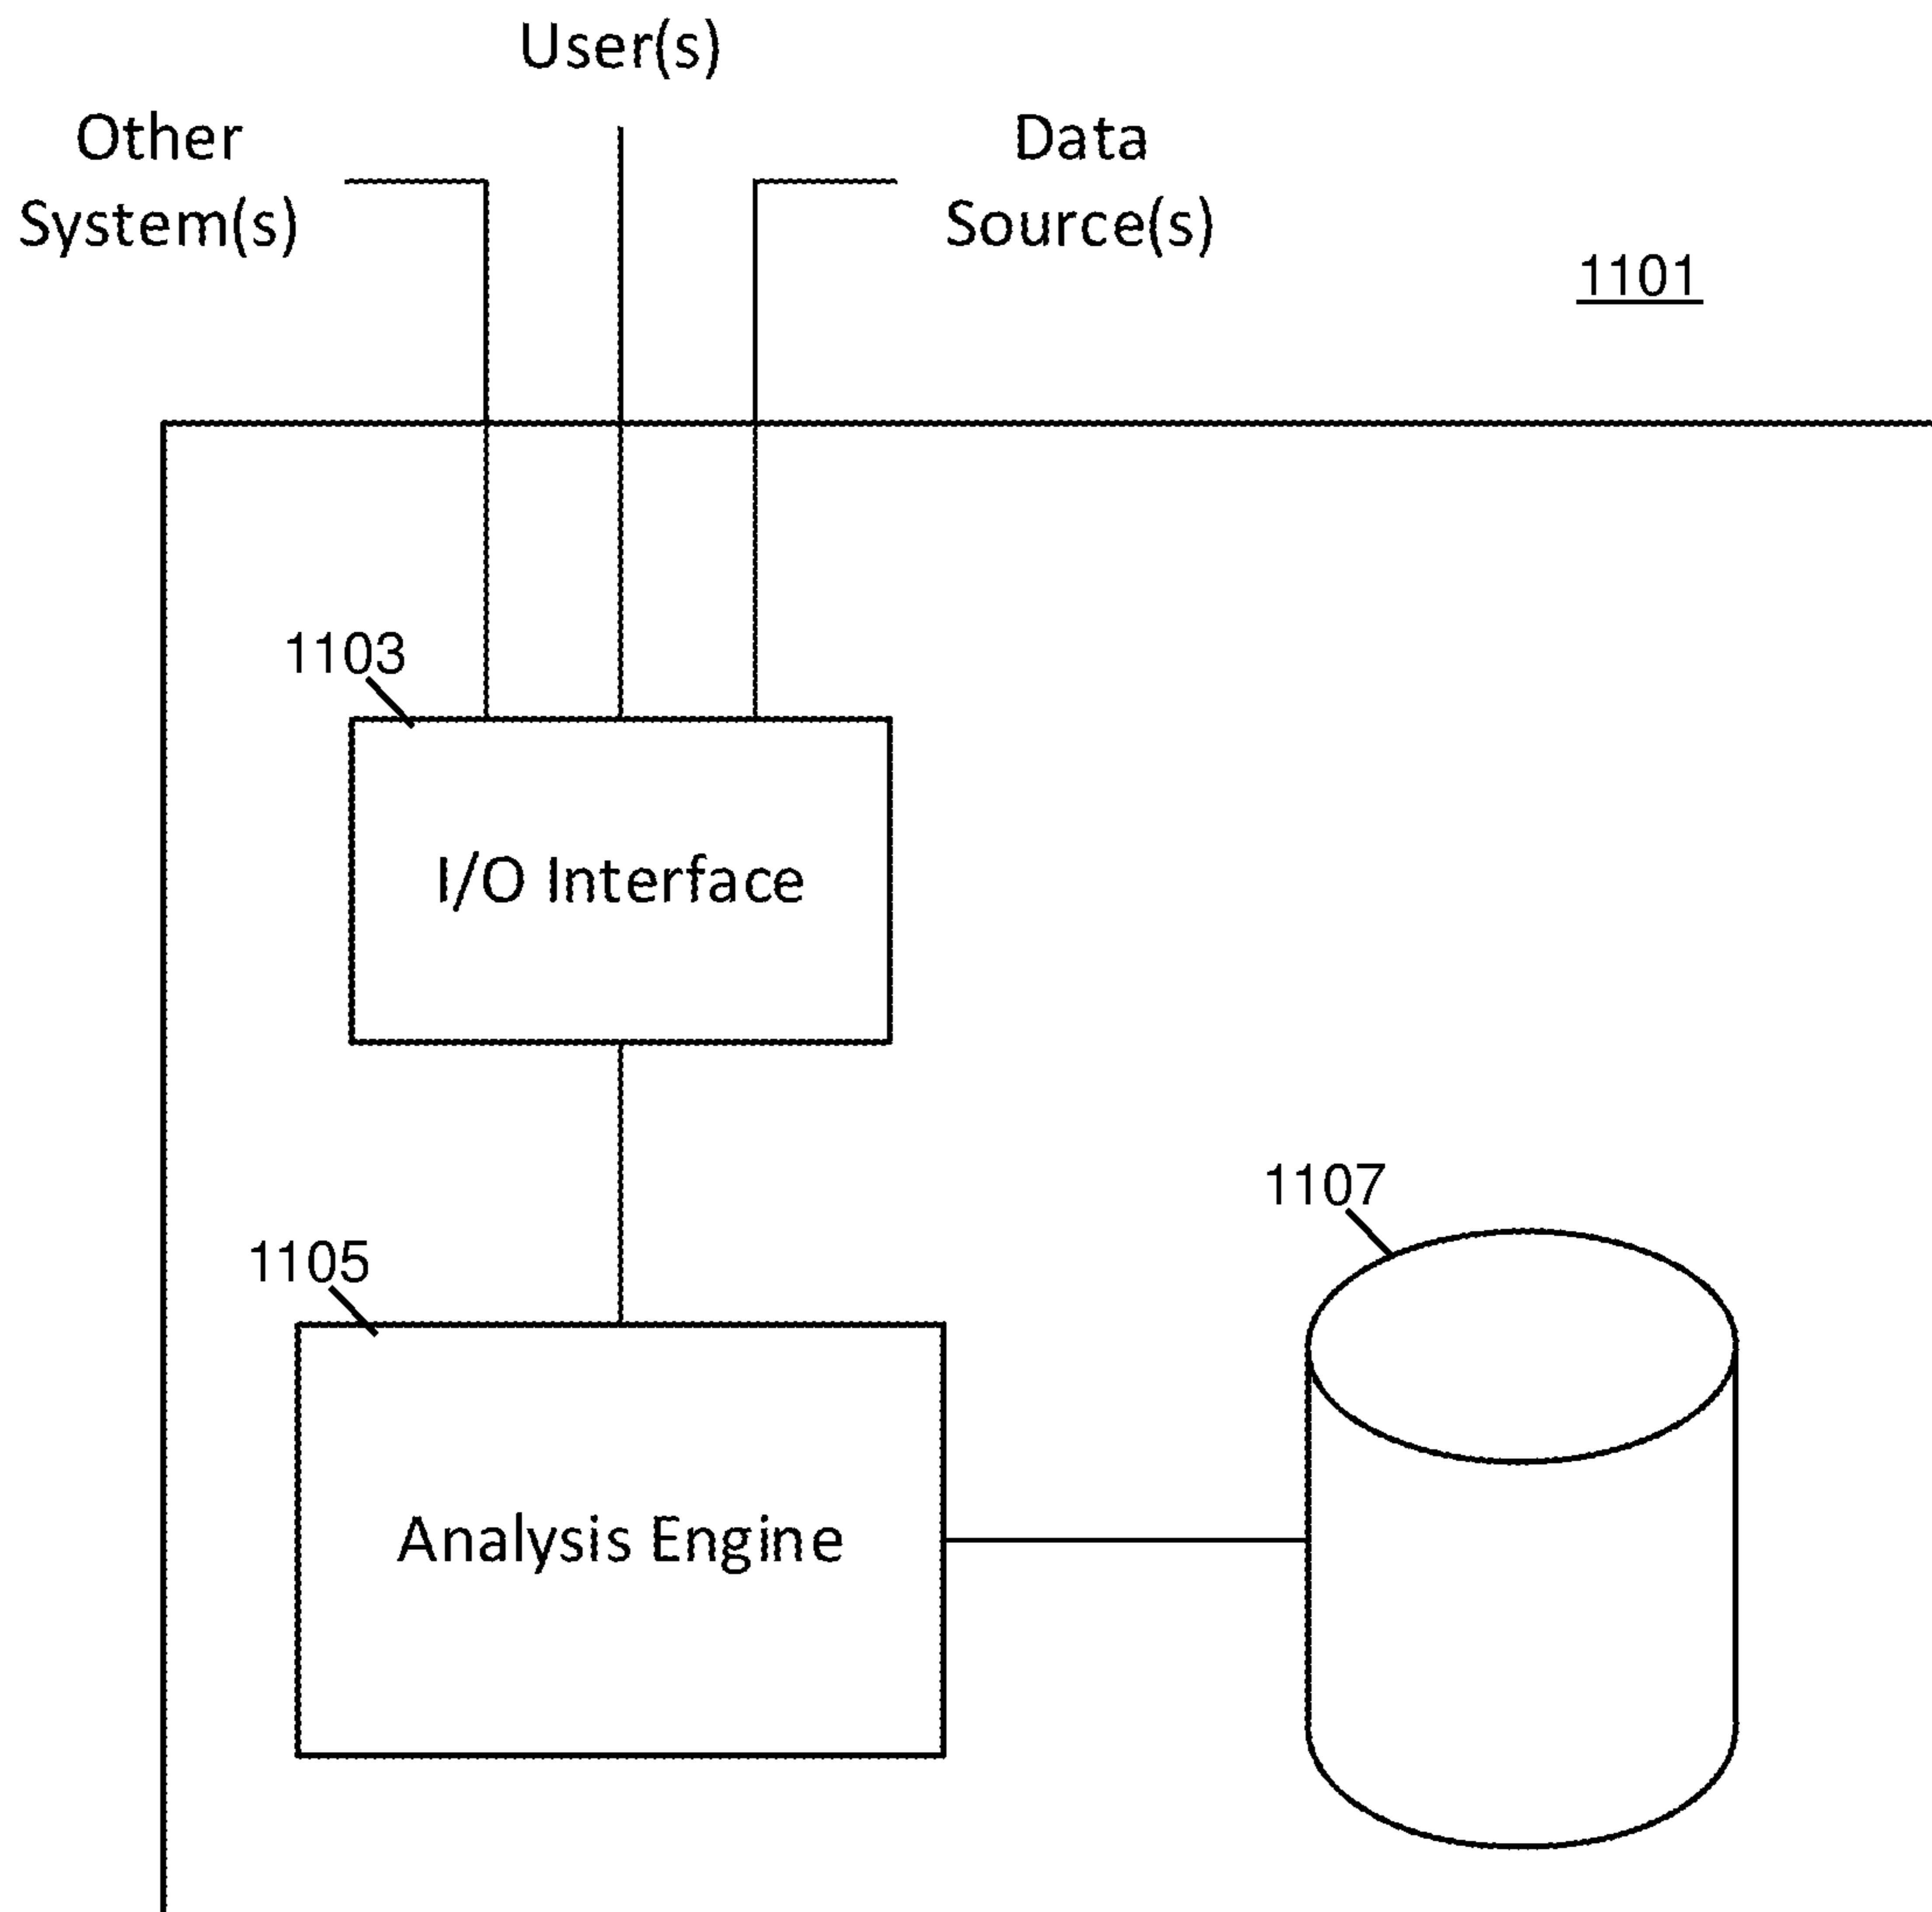 User(s)
Other
System(s)
Data
Source(s)
1101
1103
I/O Interface
1107
1105
Analysis Engine